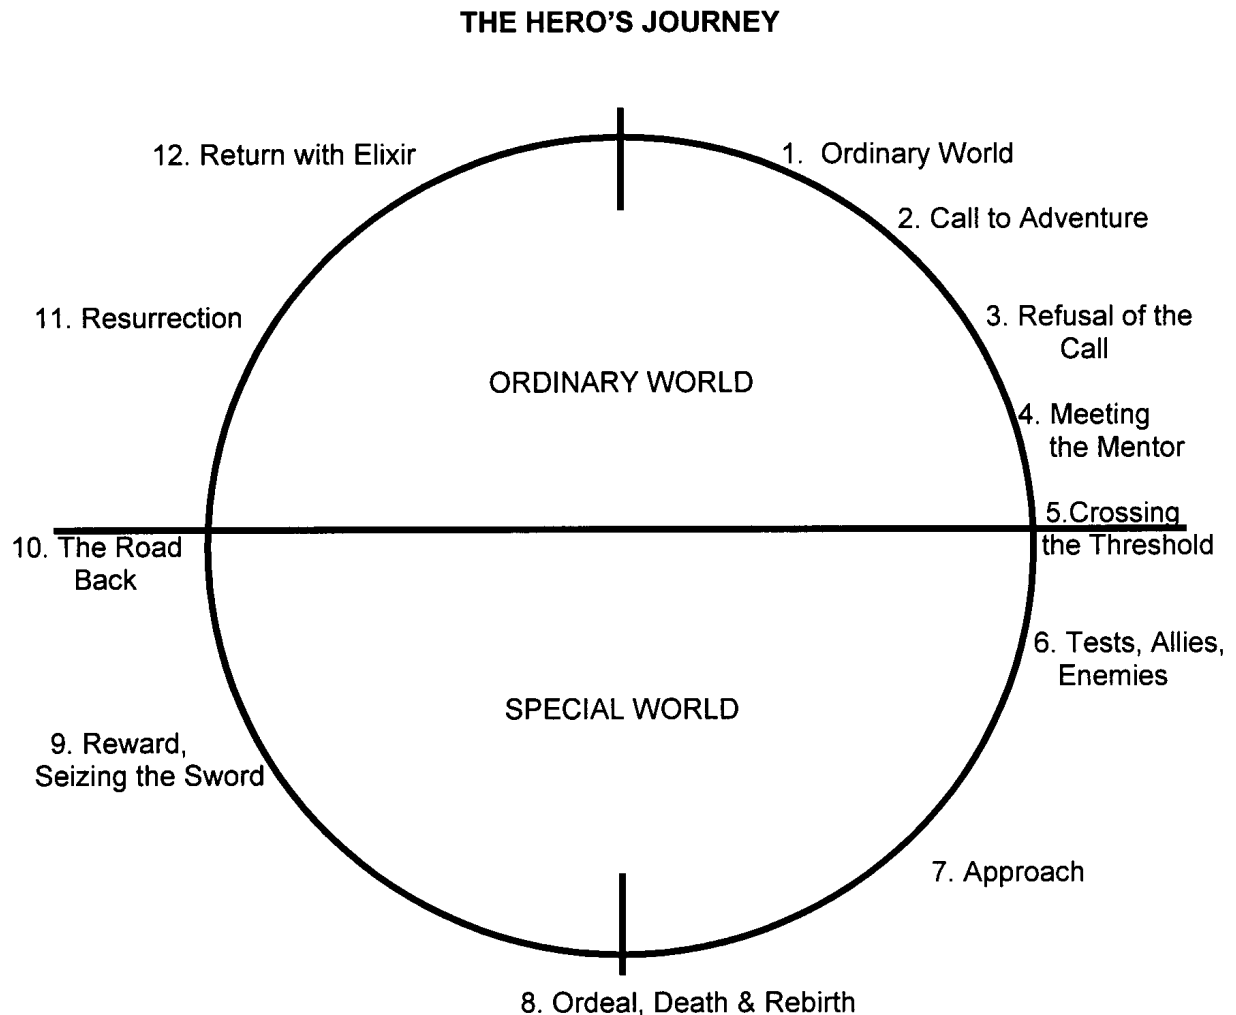 THE HERO'S JOURNEY
12. Return with Elixir
1. Ordinary World
2. Call to Adventure
11. Resurrection
3. Refusal of the
Call
ORDINARY WORLD
4. Meeting
the Mentor
5.Crossing
the Threshold
10. The Road
Back
6. Tests, Allies,
Enemies
SPECIAL WORLD
9. Reward,
Seizing the Sword
7. Approach
8. Ordeal, Death & Rebirth